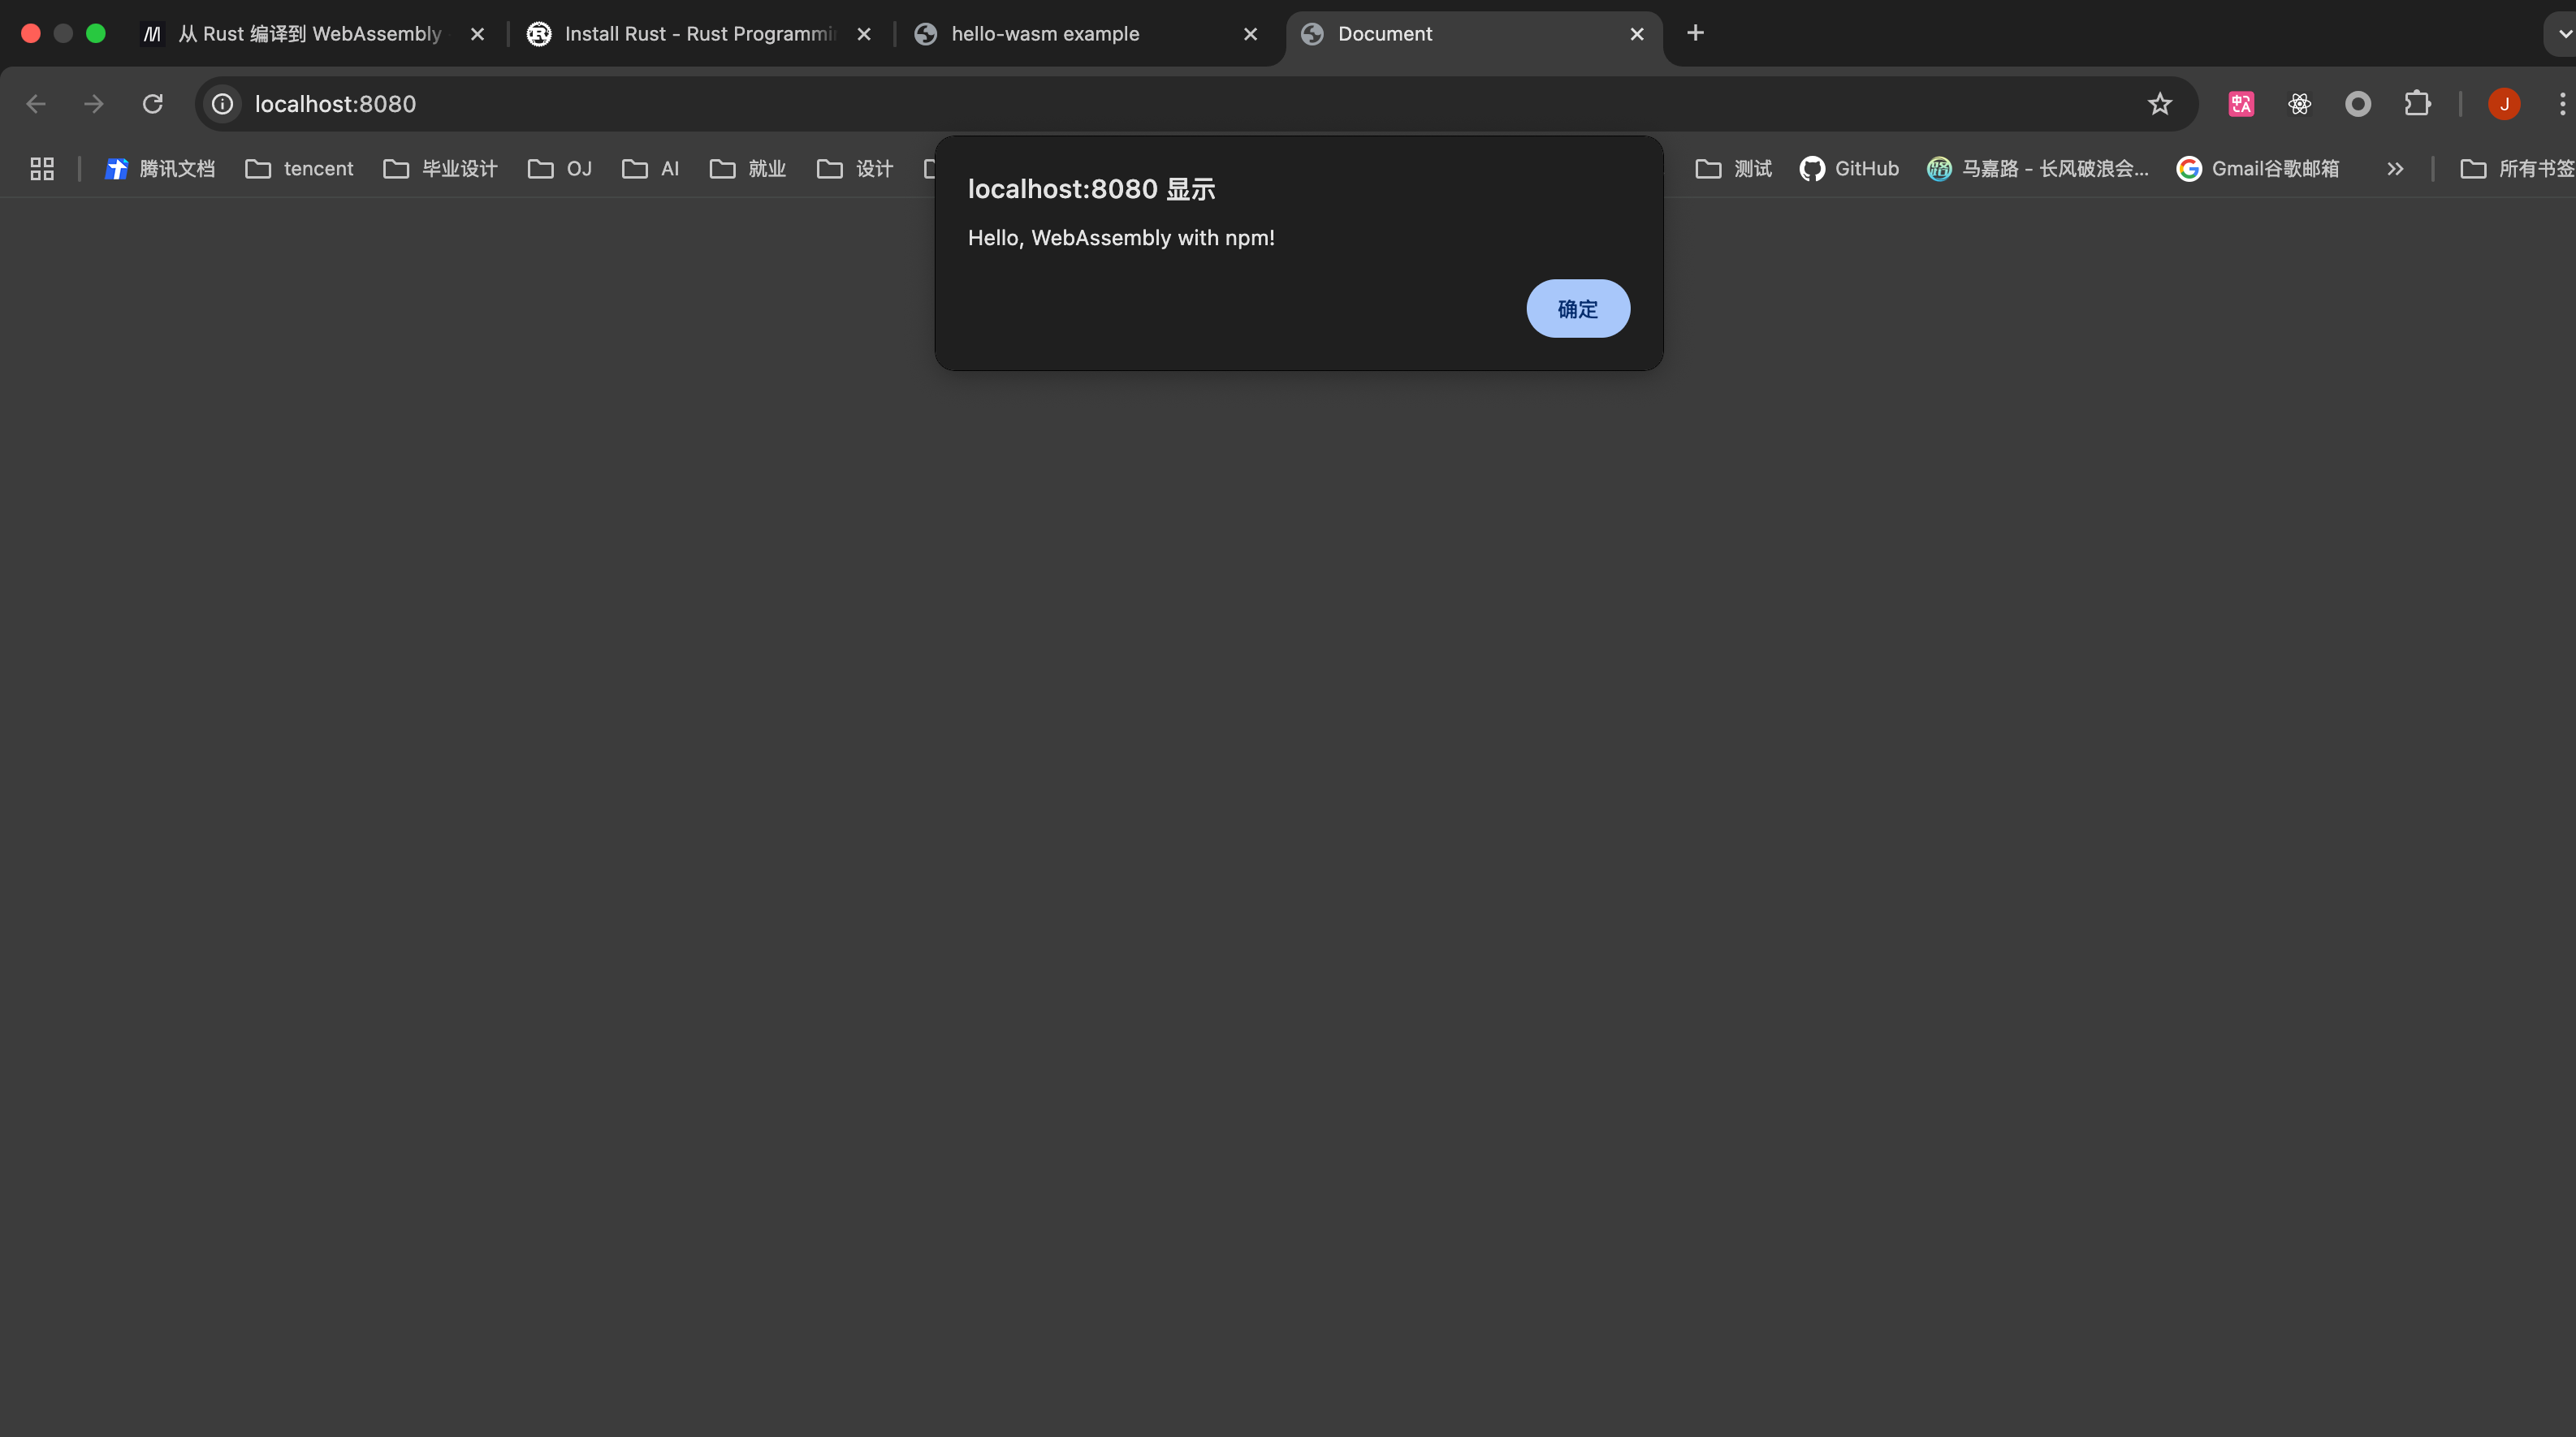 从 Rust 编译到 WebAssembly
Install Rust - Rust Programmi
hello-wasm example
Document
localhost:8080
中 A
J
腾讯文档
tencent
毕业设计
OJ
AI
就业
设计
测试
GitHub
马嘉路 - 长风破浪会...
Gmail谷歌邮箱
所有书签
localhost:8080 显示
Hello, WebAssembly with npm!
确定